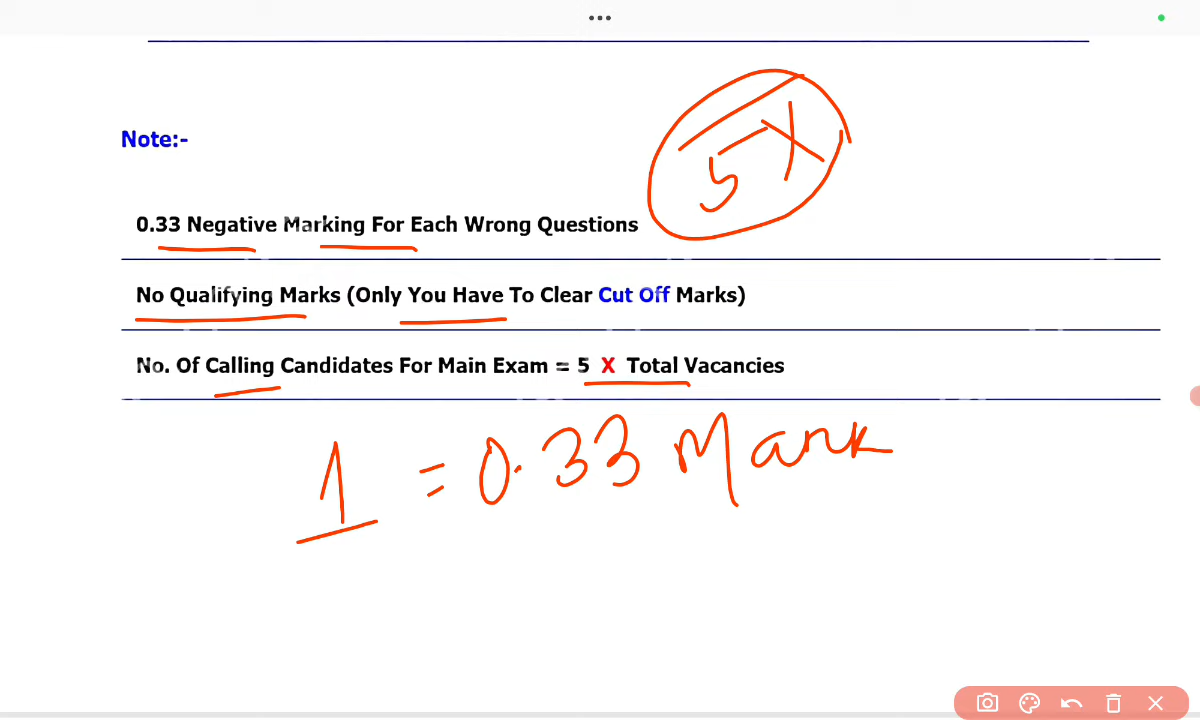 Note:-
5 X
0.33 Negative Marking For Each Wrong Questions
No Qualifying Marks (Only You Have To Clear Cut Off Marks)
No. Of Calling Candidates For Main Exam = 5 X Total Vacancies
1 = 0.33 Mark